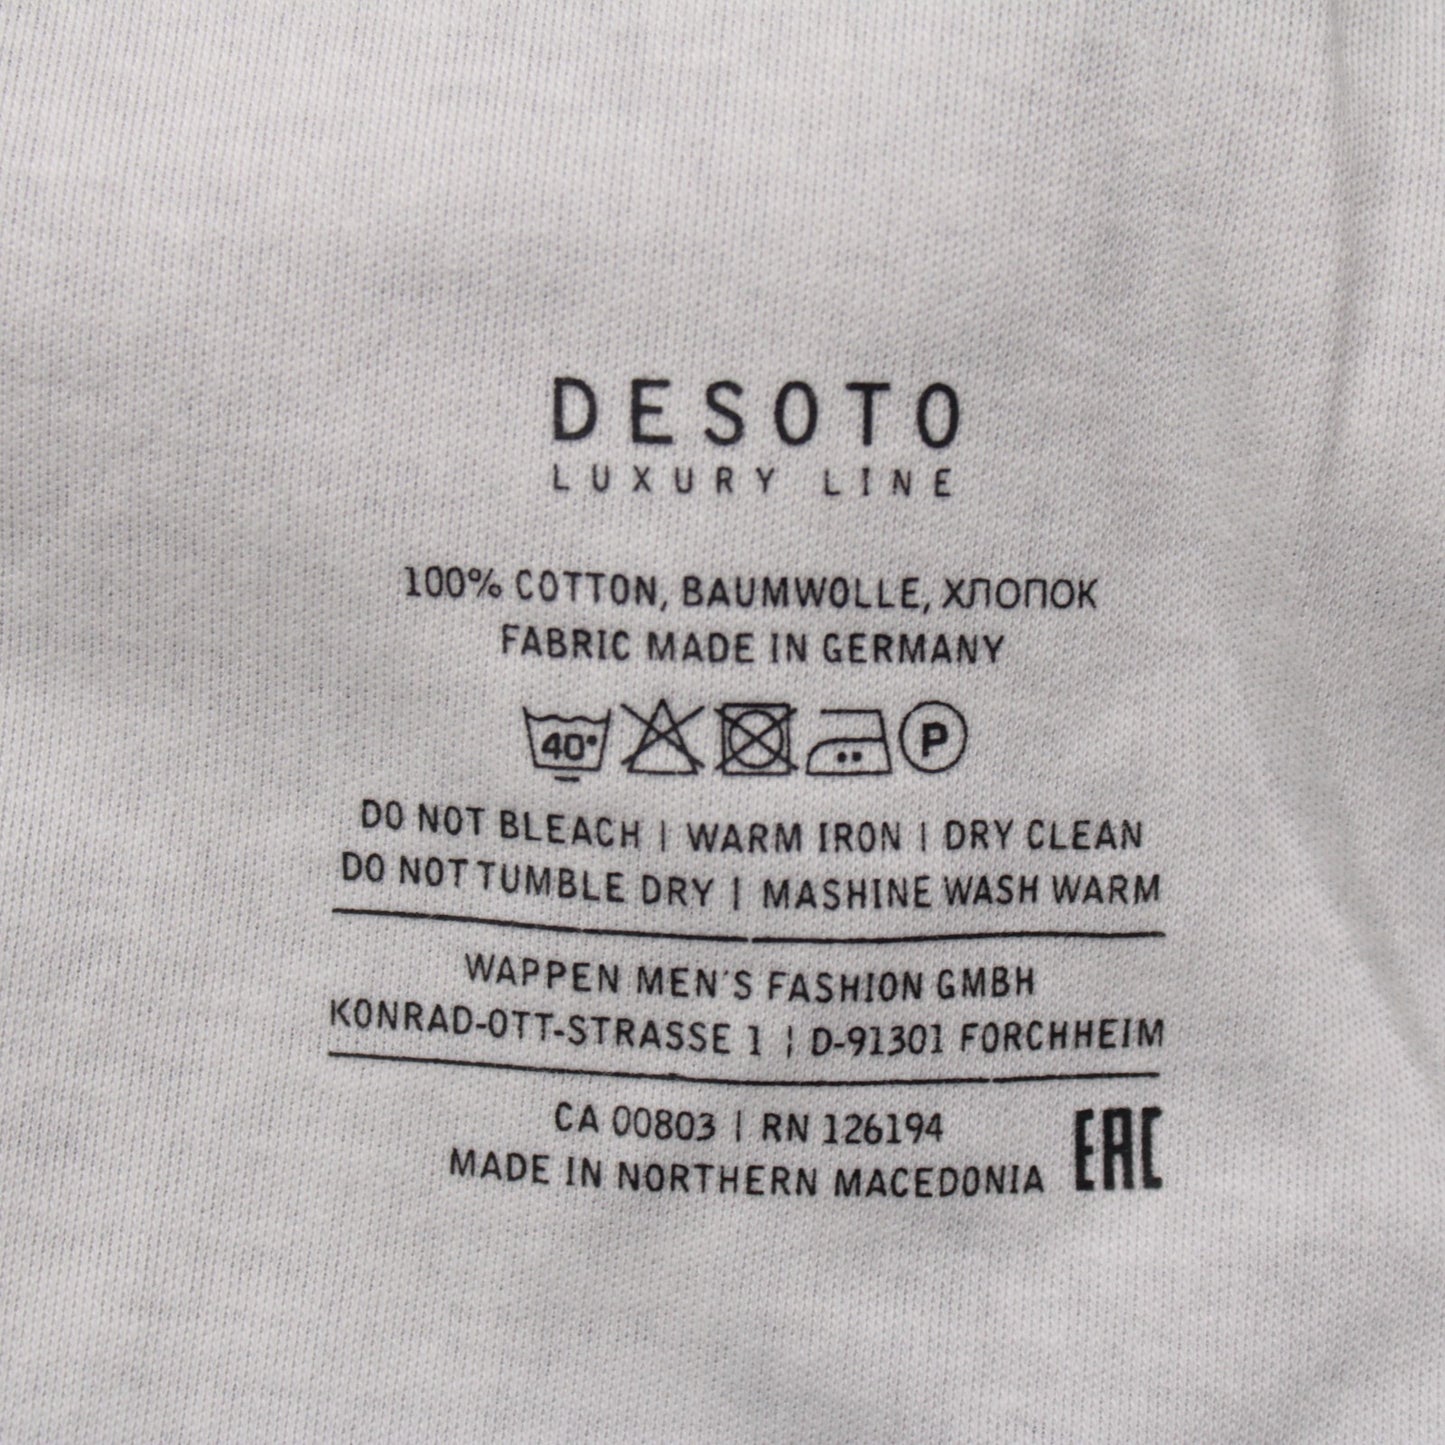 DESOTO
LUXURY LINE
100% COTTON, BAUMWOLLE, ХЛОПОК
FABRIC MADE IN GERMANY
40° P
DO NOT BLEACH | WARM IRON | DRY CLEAN
DO NOT TUMBLE DRY | MASHINE WASH WARM
WAPPEN MEN'S FASHION GMBH
KONRAD-OTT-STRASSE 1 ¦ D-91301 FORCHHEIM
CA 00803 | RN 126194
MADE IN NORTHERN MACEDONIA EAC